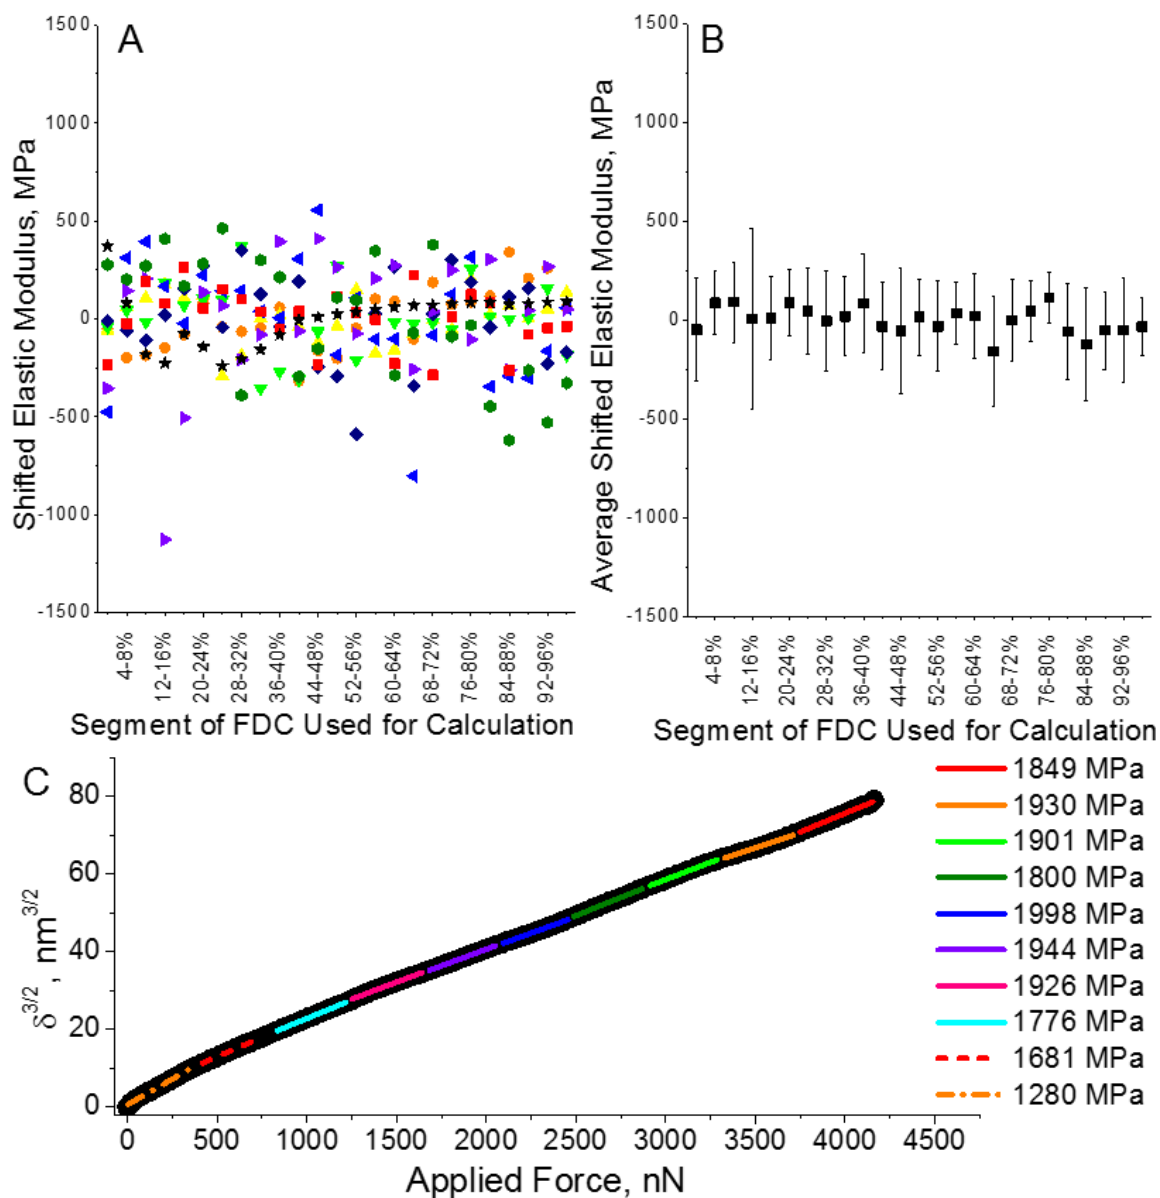 A
1500
1000
500
0
-500
-1000
-1500
Shifted Elastic Modulus, MPa
4-8%
12-16%
20-24%
28-32%
36-40%
44-48%
52-56%
60-64%
68-72%
76-80%
84-88%
92-96%
Segment of FDC Used for Calculation
B
1500
1000
500
0
-500
-1000
-1500
Average Shifted Elastic Modulus, MPa
4-8%
12-16%
20-24%
28-32%
36-40%
44-48%
52-56%
60-64%
68-72%
76-80%
84-88%
92-96%
Segment of FDC Used for Calculation
C
80
60
40
20
0
δ3/2, nm3/2
0 500 1000 1500 2000 2500 3000 3500 4000 4500
Applied Force, nN
1849 MPa
1930 MPa
1901 MPa
1800 MPa
1998 MPa
1944 MPa
1926 MPa
1776 MPa
1681 MPa
1280 MPa